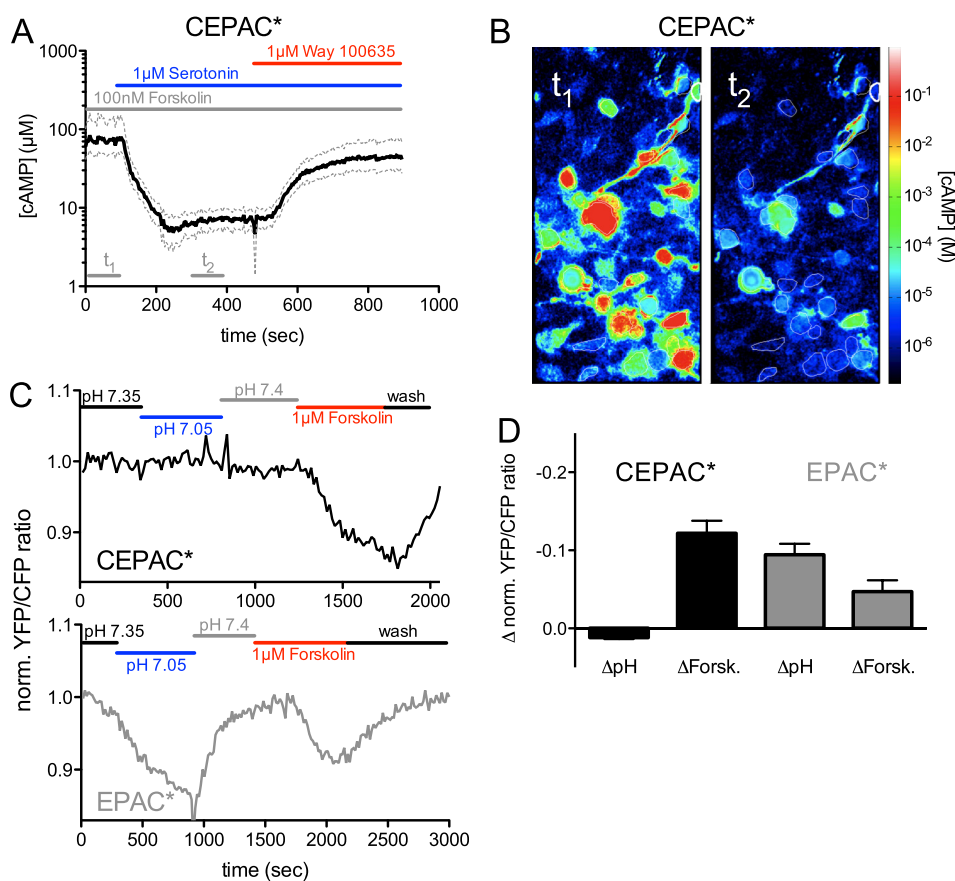 A
CEPAC*
1000
100
10
1
[cAMP] (µM)
1µM Way 100635
1µM Serotonin
100nM Forskolin
t1
t2
0
200
400
600
800
1000
time (sec)
B
CEPAC*
t1
t2
10-1
10-2
10-3
10-4
10-5
10-6
[cAMP] (M)
C
1.1
1.0
0.9
pH 7.35
pH 7.05
pH 7.4
1µM Forskolin
wash
CEPAC*
0
500
1000
1500
2000
norm. YFP/CFP ratio
1.1
1.0
0.9
pH 7.35
pH 7.05
pH 7.4
1µM Forskolin
wash
EPAC*
0
500
1000
1500
2000
2500
3000
time (sec)
D
CEPAC*
EPAC*
-0.2
-0.1
0.0
Δ norm. YFP/CFP ratio
ΔpH
ΔForsk.
ΔpH
ΔForsk.